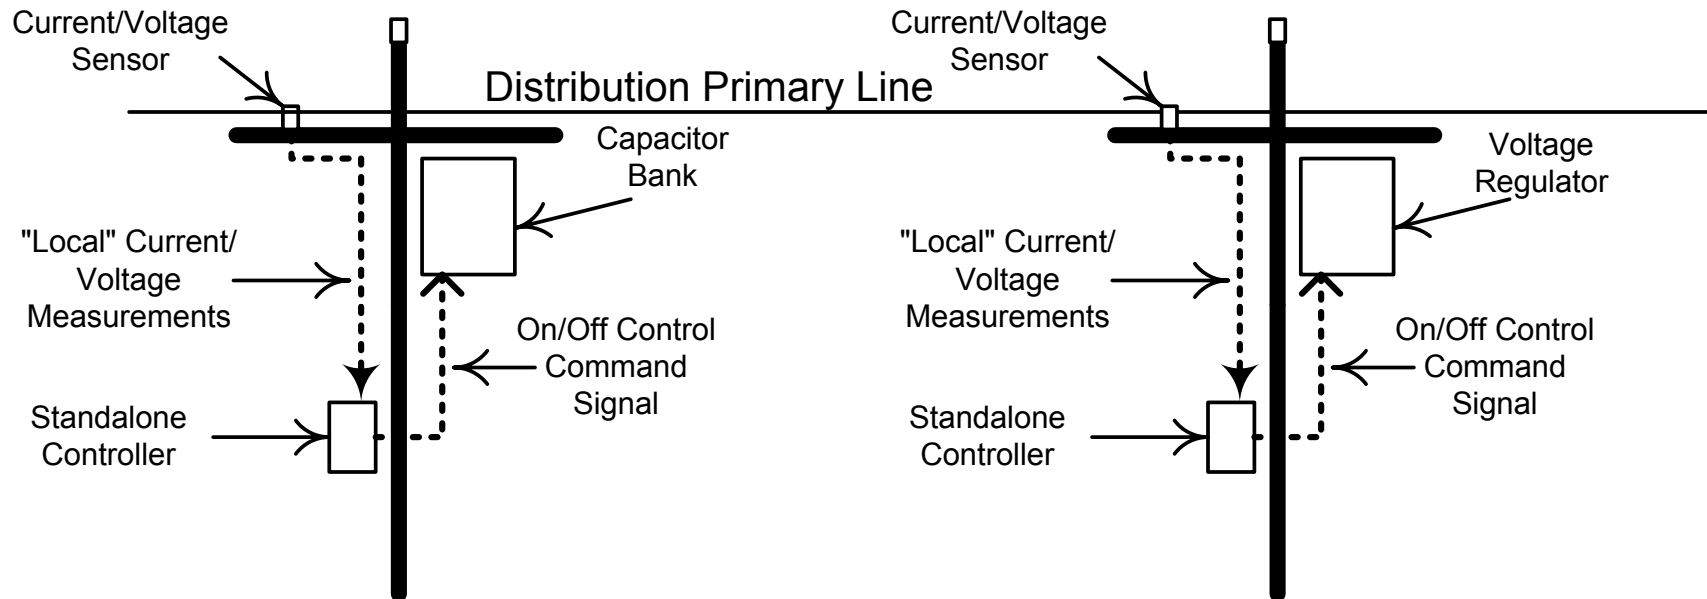 Current/Voltage
Sensor
Distribution Primary Line
Capacitor
Bank
"Local" Current/
Voltage
Measurements
On/Off Control
Command
Signal
Standalone
Controller
Current/Voltage
Sensor
Voltage
Regulator
"Local" Current/
Voltage
Measurements
On/Off Control
Command
Signal
Standalone
Controller